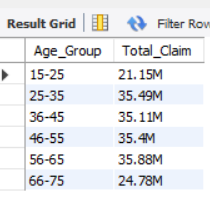 Result Grid Filter Row
Age_Group Total_Claim
15-25 21.15M
25-35 35.49M
36-45 35.11M
46-55 35.4M
56-65 35.88M
66-75 24.78M